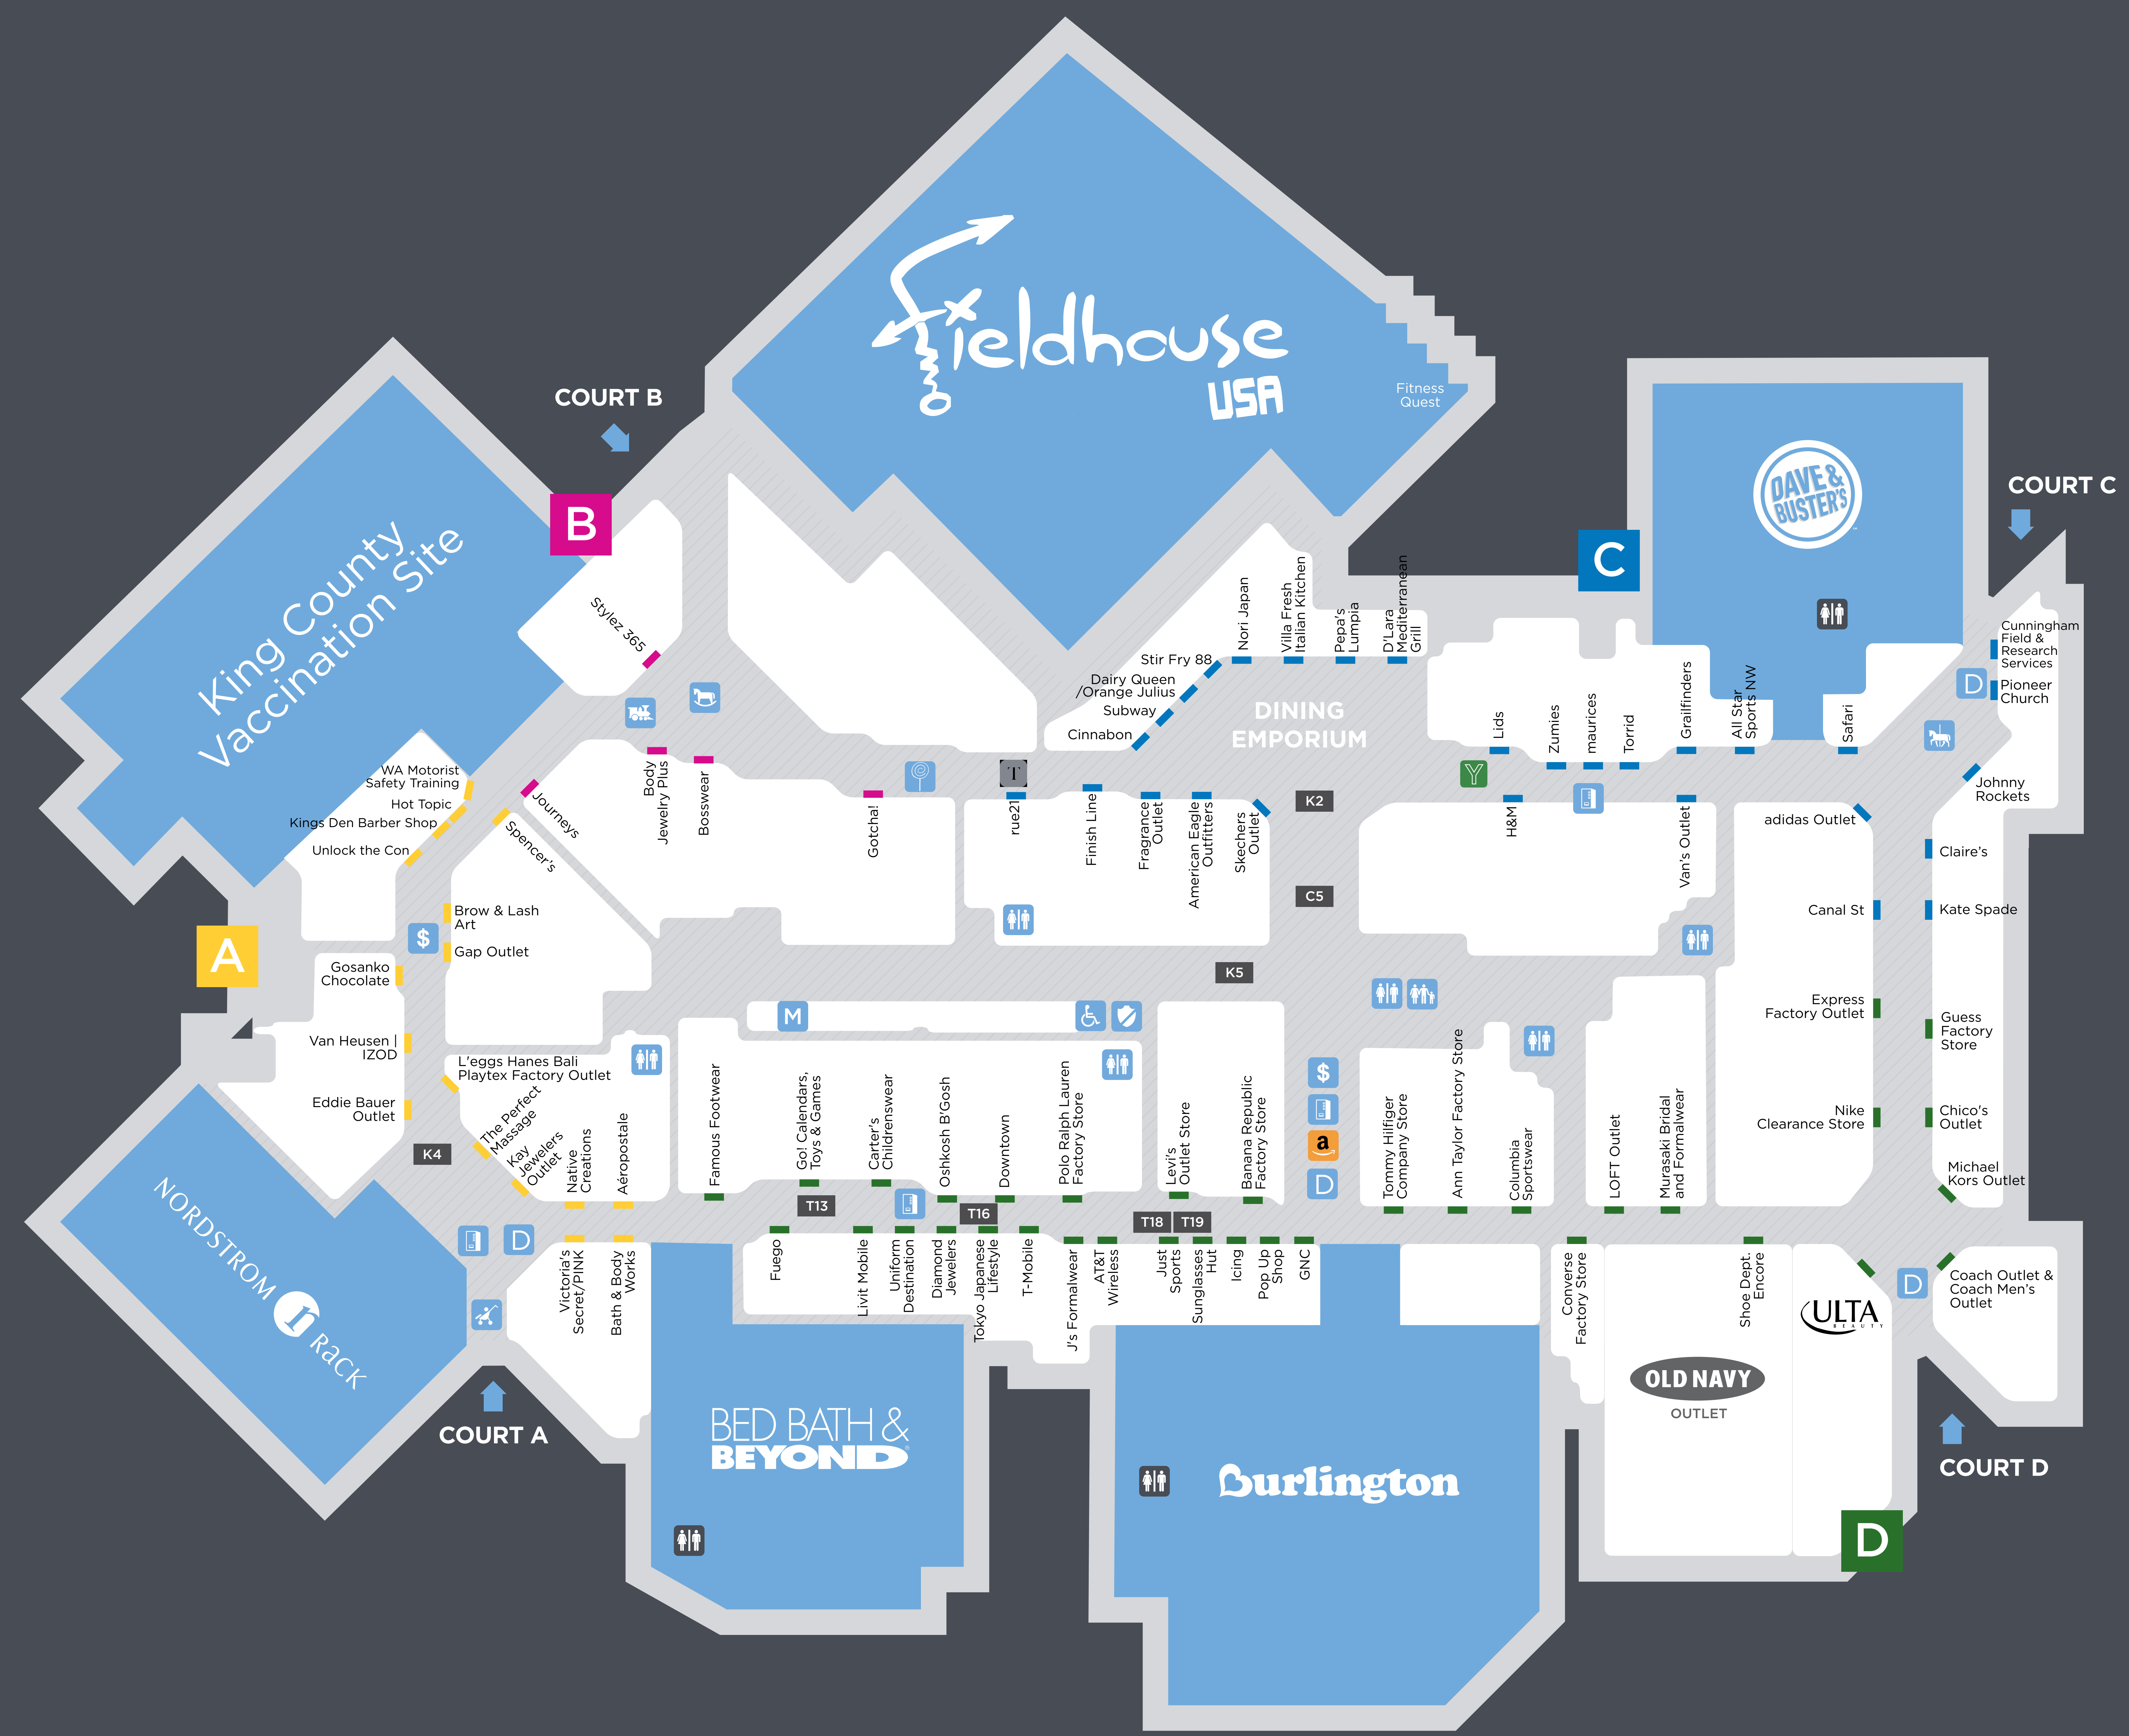 COURT B
B
Fieldhouse
USA
Fitness
Quest
King County
Vaccination Site
Stylez 365
DAVE &
BUSTER'S
COURT C
C
Cunningham
Field &
Research
Services
D
Pioneer
Church
Nori Japan
Villa Fresh
Italian Kitchen
Pepa's
Lumpia
D'Lara
Mediterranean
Grill
Stir Fry 88
Dairy Queen
/Orange Julius
Subway
Cinnabon
DINING
EMPORIUM
Lids
Zumies
maurices
Torrid
Grailfinders
All Star
Sports NW
Safari
Johnny
Rockets
WA Motorist
Safety Training
Hot Topic
Kings Den Barber Shop
Unlock the Con
Journeys
Spencer's
Body
Jewelry Plus
Bosswear
Gotcha!
T
rue21
Finish Line
Fragrance
Outlet
American Eagle
Outfitters
Skechers
Outlet
K2
Y
H&M
Van's Outlet
adidas Outlet
Claire's
C5
Canal St
Kate Spade
A
$
Brow & Lash
Art
Gap Outlet
Gosanko
Chocolate
K5
Express
Factory Outlet
Guess
Factory
Store
M
Van Heusen |
IZOD
L'eggs Hanes Bali
Playtex Factory Outlet
Eddie Bauer
Outlet
The Perfect
Massage
Kay
Jewelers
Outlet
Native
Creations
Aéropostale
K4
Famous Footwear
Go! Calendars,
Toys & Games
Carter's
Childrenswear
Oshkosh B'Gosh
Downtown
Polo Ralph Lauren
Factory Store
Levi's
Outlet Store
Banana Republic
Factory Store
$
a
D
Tommy Hilfiger
Company Store
Ann Taylor Factory Store
Columbia
Sportswear
LOFT Outlet
Murasaki Bridal
and Formalwear
Nike
Clearance Store
Chico's
Outlet
Michael
Kors Outlet
T13
T16
T18
T19
NORDSTROM
n
RACK
D
Victoria's
Secret/PINK
Bath & Body
Works
Fuego
Livit Mobile
Uniform
Destination
Diamond
Jewelers
Tokyo Japanese
Lifestyle
T-Mobile
J's Formalwear
AT&T
Wireless
Just
Sports
Sunglasses
Hut
Icing
Pop Up
Shop
GNC
Converse
Factory Store
Shoe Dept.
Encore
ULTA
BEAUTY
D
Coach Outlet &
Coach Men's
Outlet
OLD NAVY
OUTLET
COURT A
BED BATH &
BEYOND
Burlington
COURT D
D